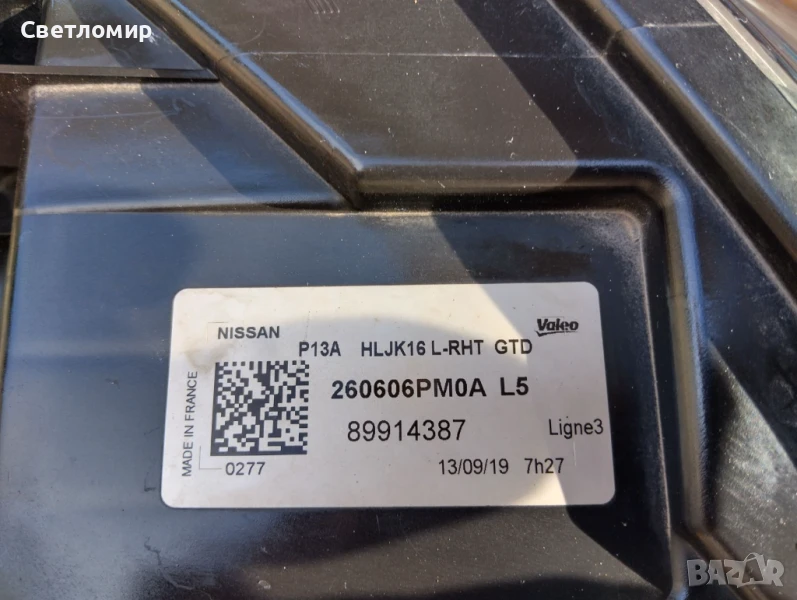 Светломир
NISSAN
Valeo
P13A HLJK16 L-RHT GTD
260606PM0A L5
89914387
Ligne3
MADE IN FRANCE
0277
13/09/19 7h27
BAZAR